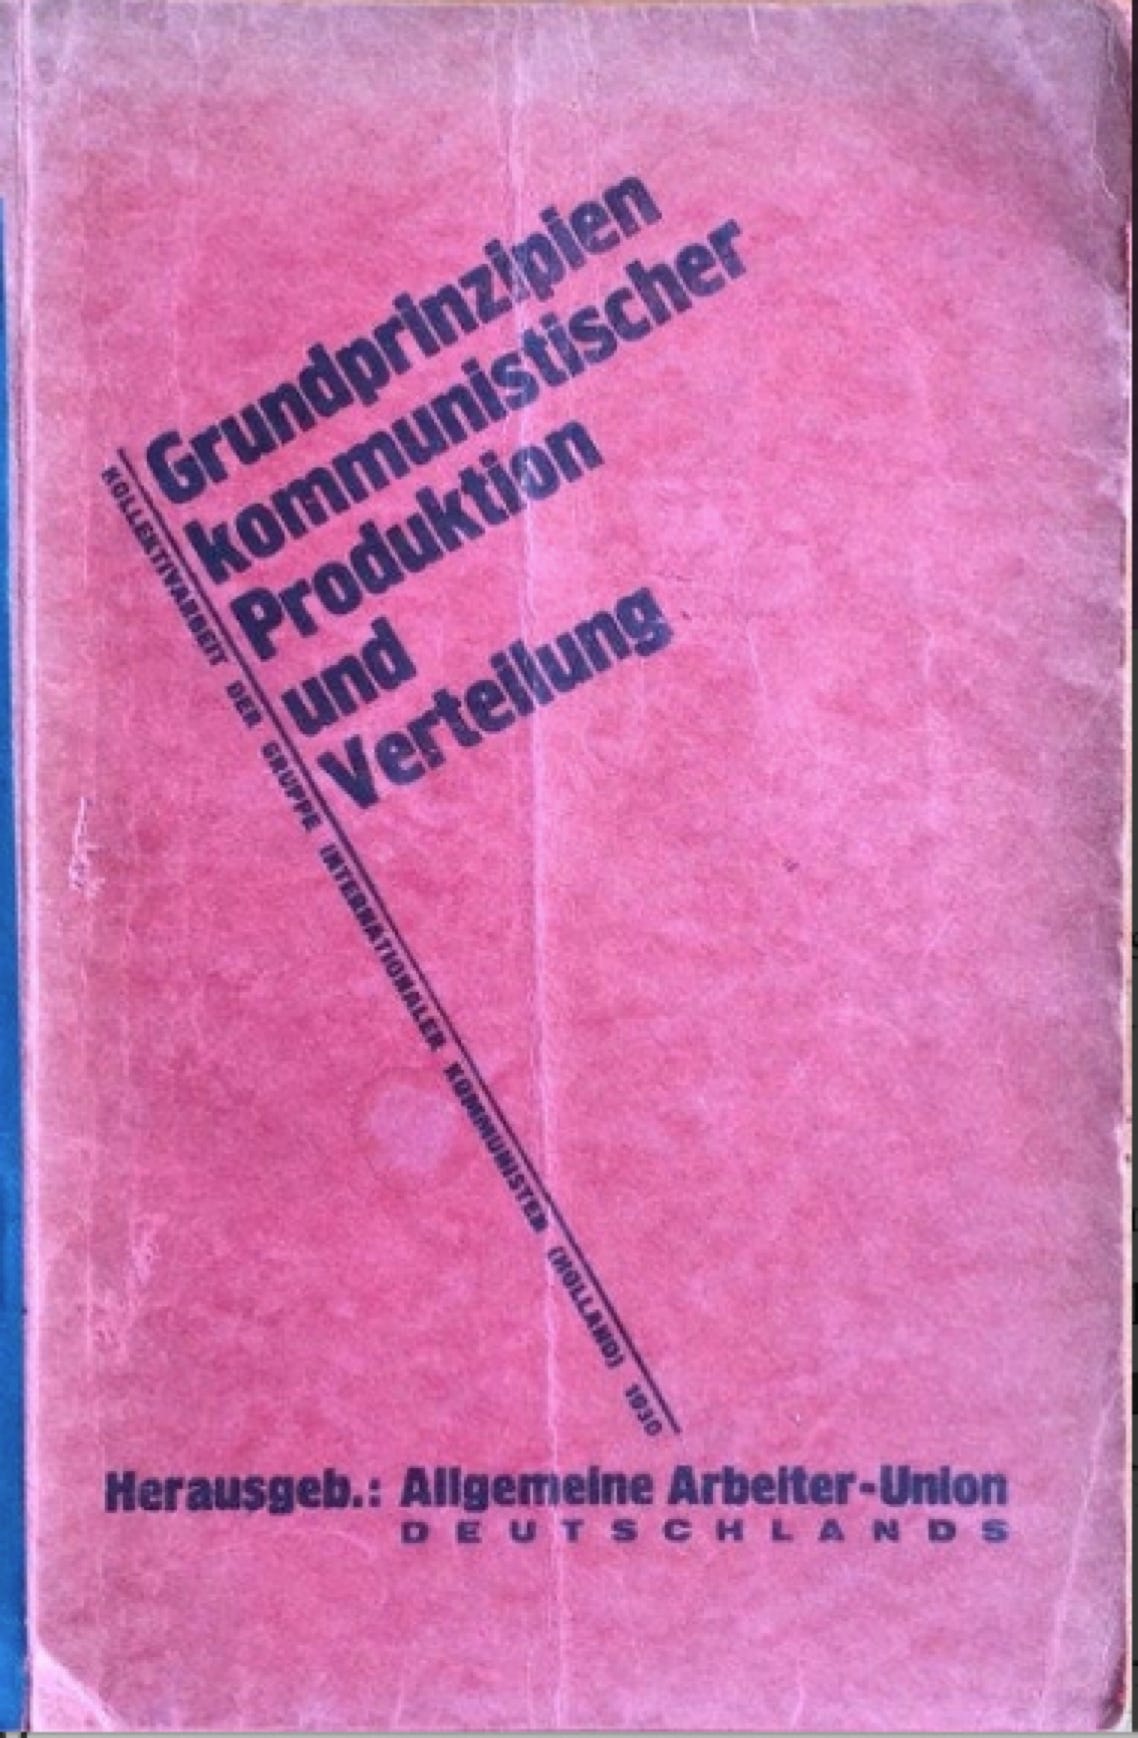 Grundprinzipien
kommunistischer
Produktion
und
Verteilung
KOLLEKTIVARBEIT DER GRUPPE INTERNATIONALER KOMMUNISTEN (HOLLAND) 1930
Herausgeb.: Allgemeine Arbeiter-Union
DEUTSCHLANDS